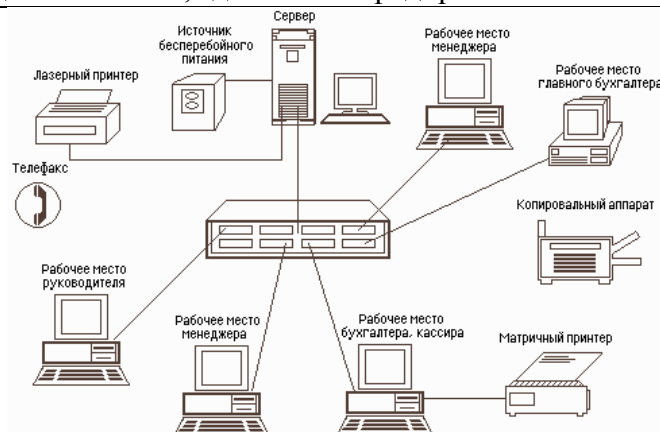 Сервер
Источник
бесперебойного
питания
Рабочее место
менеджера
Лазерный принтер
Рабочее место
главного бухгалтера
Телефакс
Копировальный аппарат
Рабочее место
руководителя
Рабочее место
менеджера
Рабочее место
бухгалтера, кассира
Матричный принтер